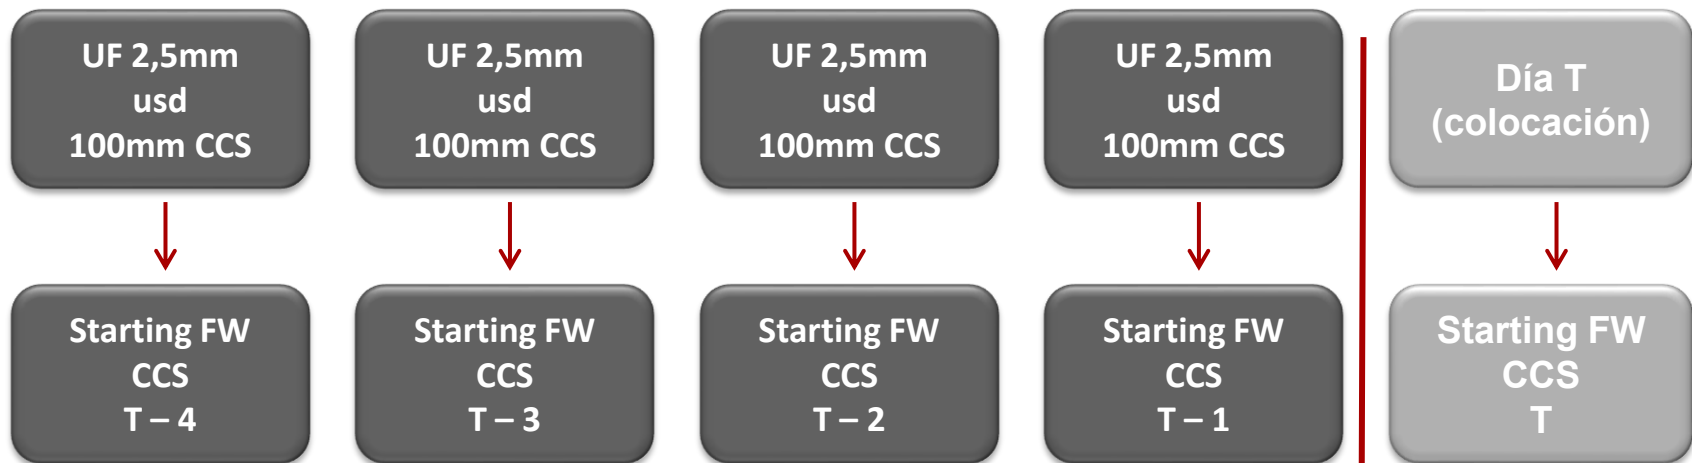 UF 2,5mm
usd
100mm CCS
UF 2,5mm
usd
100mm CCS
UF 2,5mm
usd
100mm CCS
UF 2,5mm
usd
100mm CCS
Día T
(colocación)
Starting FW
CCS
T – 4
Starting FW
CCS
T – 3
Starting FW
CCS
T – 2
Starting FW
CCS
T – 1
Starting FW
CCS
T